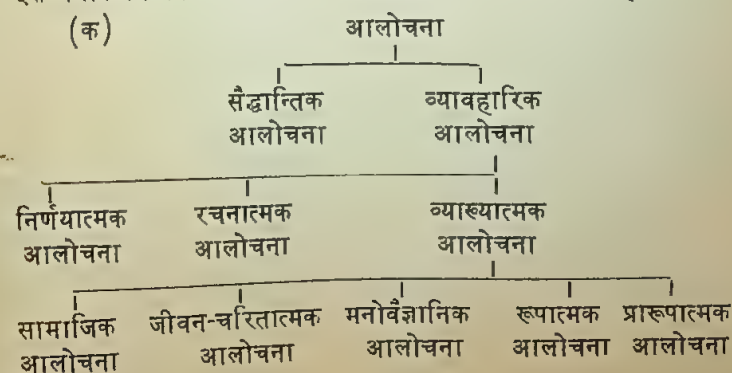 (क) आलोचना
सैद्धान्तिक व्यावहारिक
आलोचना आलोचना
निर्णयात्मक रचनात्मक व्याख्यात्मक
आलोचना आलोचना आलोचना
सामाजिक जीवन-चरितात्मक मनोवैज्ञानिक रूपात्मक प्रारूपात्मक
आलोचना आलोचना आलोचना आलोचना आलोचना